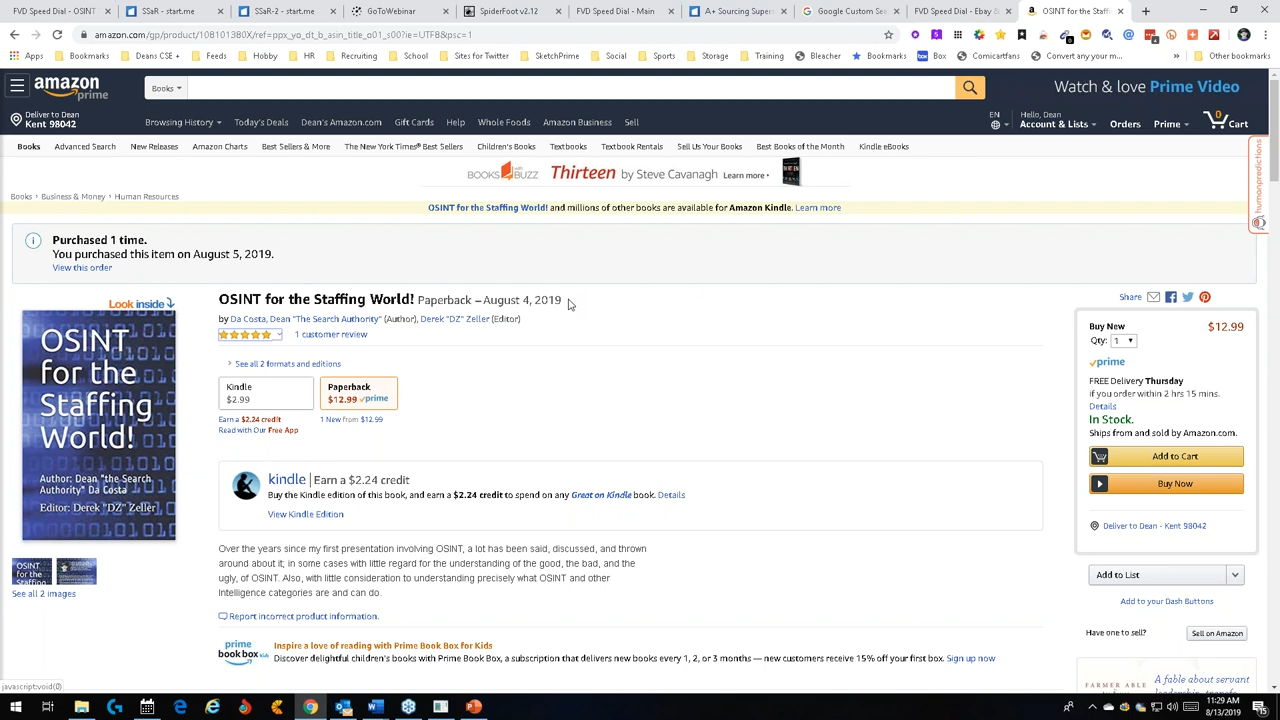 FVD Speed Dial - OSINT
SSaR - start.me
SSaR-2 - start.me
GoToWebinar
SpiderFoot v2.12
FVD Speed Dial - Main
A+ Sourcing Super
Google Custom Se
FVD Speed Dial - Ebay &
OSINT for the Staff
amazon.com/gp/product/108101380X/ref=ppx_yo_dt_b_asin_title_o01_s00?ie=UTF8&psc=1
Apps
Bookmarks
Deans CSE +
Feeds
Hobby
HR
Recruiting
School
Sites for Twitter
SketchPrime
Social
Sports
Storage
Training
Bleacher
Bookmarks
Box
Comicartfans
Convert any your m...
Other bookmarks
amazon prime
Books
Watch & love Prime Video
Deliver to Dean
Kent 98042
Browsing History
Today's Deals
Dean's Amazon.com
Gift Cards
Help
Whole Foods
Amazon Business
Sell
EN
Hello, Dean
Account & Lists
Orders
Prime
0
Cart
Books
Advanced Search
New Releases
Amazon Charts
Best Sellers & More
The New York Times® Best Sellers
Children's Books
Textbooks
Textbook Rentals
Sell Us Your Books
Best Books of the Month
Kindle eBooks
BOOKS BUZZ Thirteen by Steve Cavanagh Learn more
humanpredictions
Books › Business & Money › Human Resources
OSINT for the Staffing World! and millions of other books are available for Amazon Kindle. Learn more
Purchased 1 time.
You purchased this item on August 5, 2019.
View this order
Look inside
OSINT
for the
Staffing
World!
Author: Dean "the Search
Authority" Da Costa
Editor: Derek "DZ" Zeller
See all 2 images
OSINT for the Staffing World! Paperback – August 4, 2019
by Da Costa, Dean "The Search Authority" (Author), Derek "DZ" Zeller (Editor)
1 customer review
See all 2 formats and editions
Kindle
$2.99
Paperback
$12.99 prime
Earn a $2.24 credit
Read with Our Free App
1 New from $12.99
kindle | Earn a $2.24 credit
Buy the Kindle edition of this book, and earn a $2.24 credit to spend on any Great on Kindle book. Details
View Kindle Edition
Over the years since my first presentation involving OSINT, a lot has been said, discussed, and thrown
around about it; in some cases with little regard for the understanding of the good, the bad, and the
ugly, of OSINT. Also, with little consideration to understanding precisely what OSINT and other
Intelligence categories are and can do.
Report incorrect product information.
prime book box kids
Inspire a love of reading with Prime Book Box for Kids
Discover delightful children's books with Prime Book Box, a subscription that delivers new books every 1, 2, or 3 months — new customers receive 15% off your first box. Sign up now
Share
Buy New
$12.99
Qty: 1
prime
FREE Delivery Thursday
if you order within 2 hrs 15 mins.
Details
In Stock.
Ships from and sold by Amazon.com.
Add to Cart
Buy Now
Deliver to Dean - Kent 98042
Add to List
Add to your Dash Buttons
Have one to sell?
Sell on Amazon
FARMER ABLE
A fable about servant
javascript:void(0)
11:29 AM
8/13/2019
15